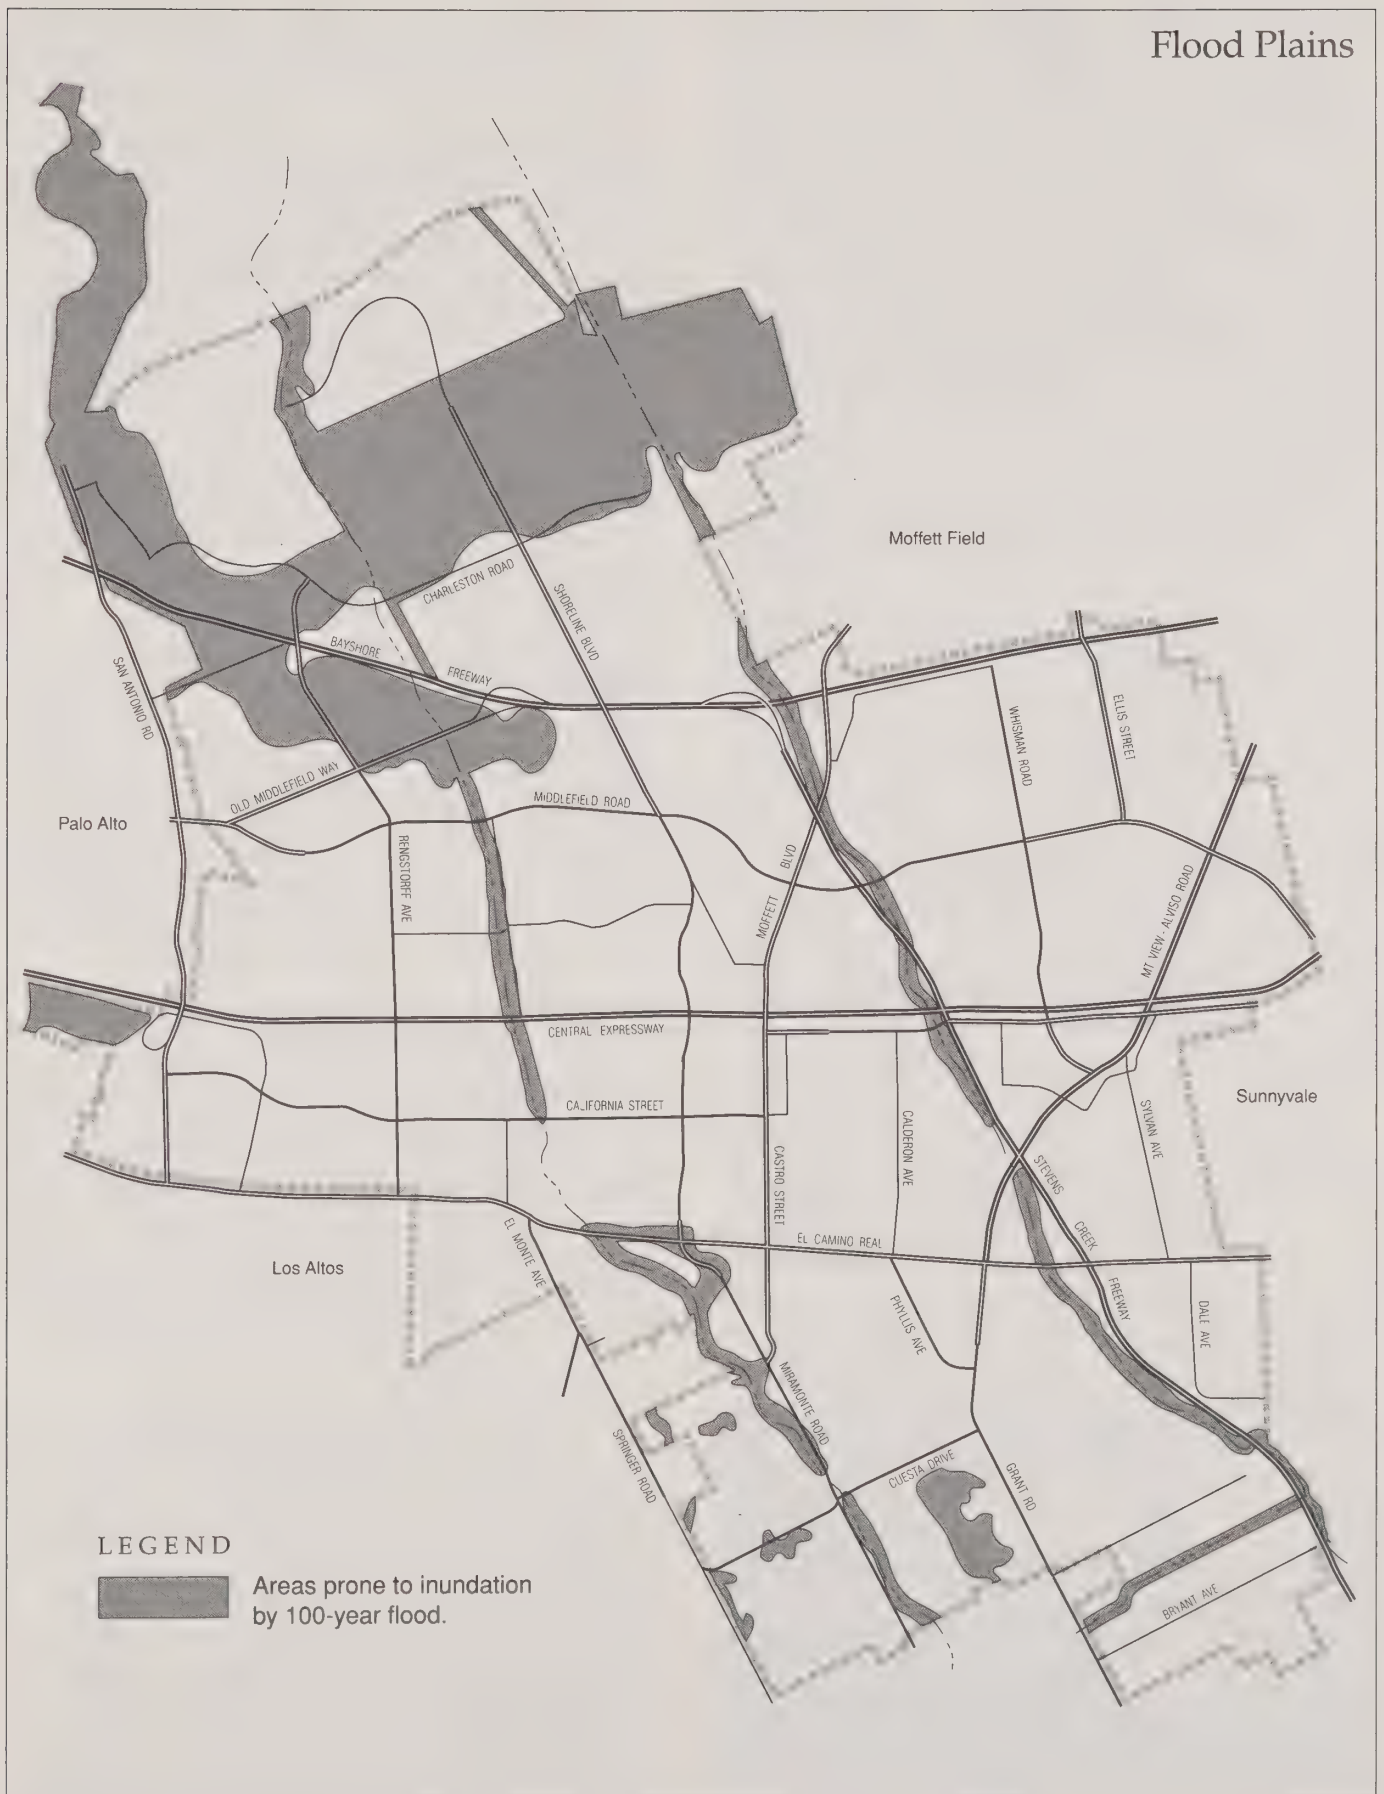 Flood Plains
Moffett Field
CHARLESTON ROAD
SHORELINE BLVD
BAYSHORE
FREEWAY
SAN ANTONIO RD
WHISMAN ROAD
ELLIS STREET
OLD MIDDLEFIELD WAY
MIDDLEFIELD ROAD
Palo Alto
RENGSTORFF AVE
MOFFETT BLVD
MT VIEW - ALVISO ROAD
CENTRAL EXPRESSWAY
CALIFORNIA STREET
Sunnyvale
CALDERON AVE
SYLVAN AVE
CASTRO STREET
STEVENS
CREEK
FREEWAY
EL MONTE AVE
EL CAMINO REAL
Los Altos
PHYLLIS AVE
DALE AVE
MIRAMONTE ROAD
SPRINGER ROAD
CUESTA DRIVE
GRANT RD
BRYANT AVE
LEGEND
Areas prone to inundation
by 100-year flood.